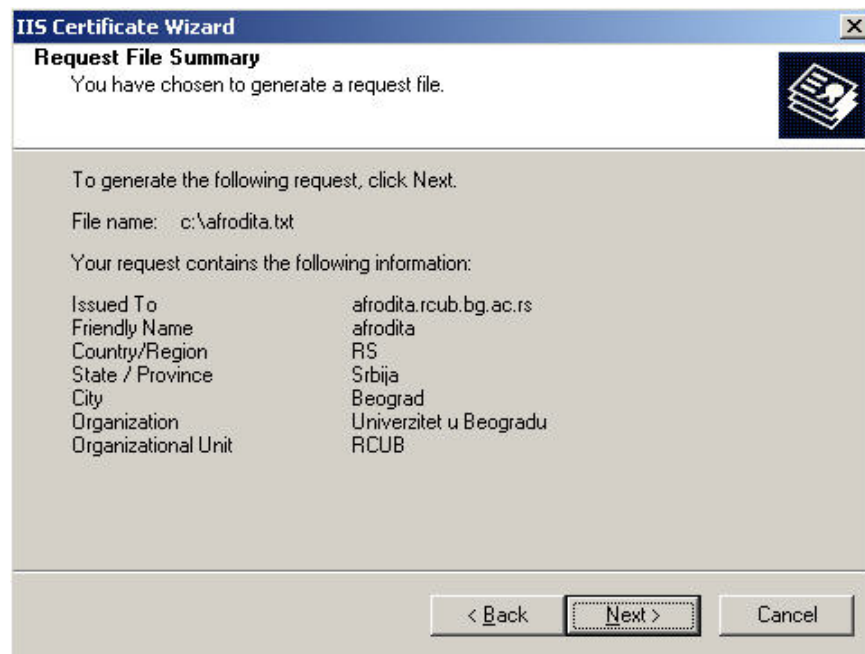 IIS Certificate Wizard
Request File Summary
You have chosen to generate a request file.
To generate the following request, click Next.
File name: c:\afrodita.txt
Your request contains the following information:
Issued To afrodita.rcub.bg.ac.rs
Friendly Name afrodita
Country/Region RS
State / Province Srbija
City Beograd
Organization Univerzitet u Beogradu
Organizational Unit RCUB
< Back Next > Cancel